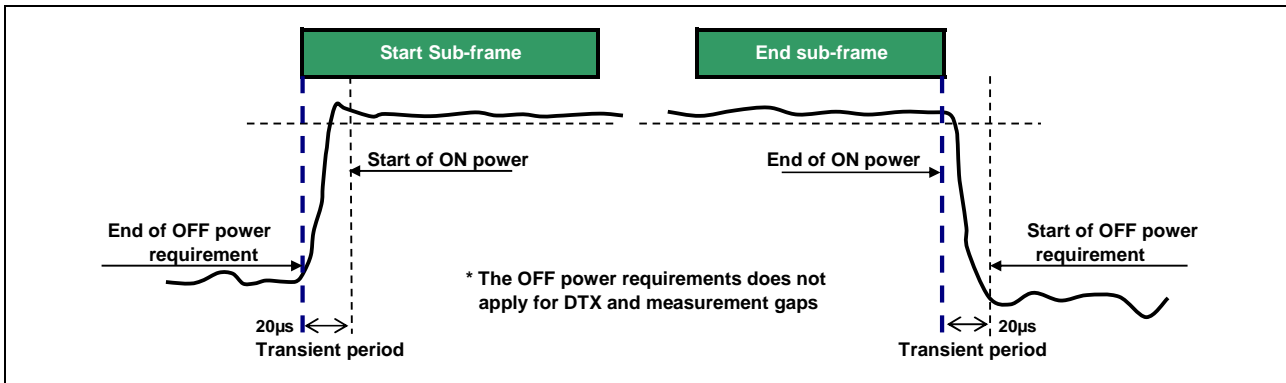 Start Sub-frame
End sub-frame
Start of ON power
End of ON power
End of OFF power
requirement
Start of OFF power
requirement
* The OFF power requirements does not
apply for DTX and measurement gaps
20µs
Transient period
20µs
Transient period